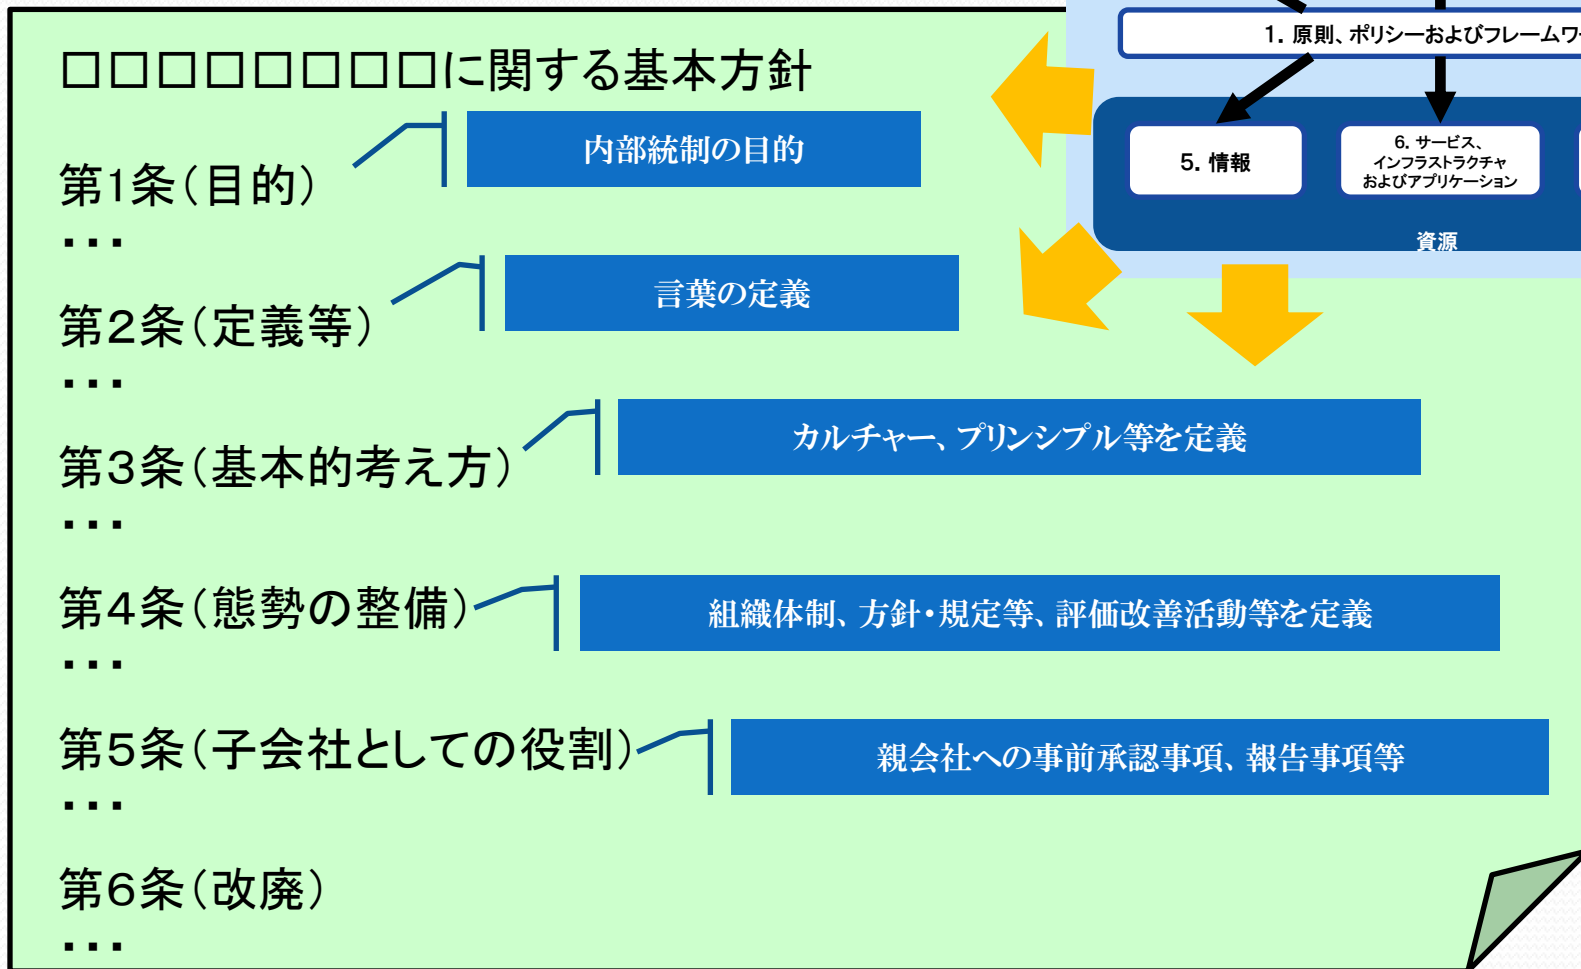 □□□□□□□□に関する基本方針
内部統制の目的
第1条(目的)
・・・
言葉の定義
第2条(定義等)
・・・
カルチャー、プリンシプル等を定義
第3条(基本的考え方)
・・・
組織体制、方針・規定等、評価改善活動等を定義
第4条(態勢の整備)
・・・
親会社への事前承認事項、報告事項等
第5条(子会社としての役割)
・・・
第6条(改廃)
・・・
1. 原則、ポリシーおよびフレームワ
5. 情報
6. サービス、
インフラストラクチャ
およびアプリケーション
資源